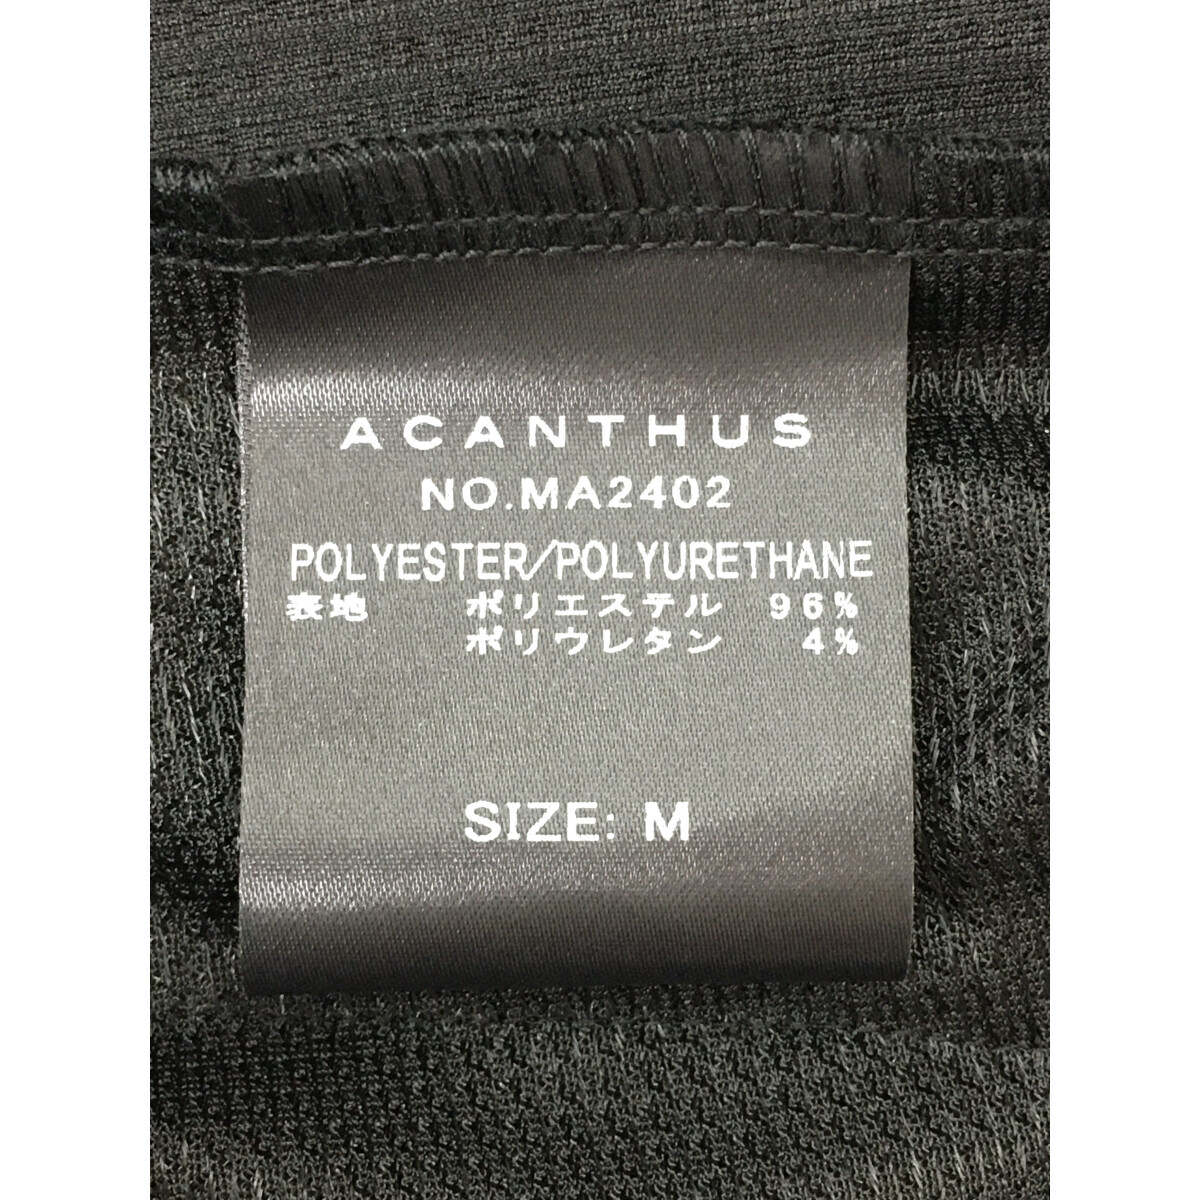 ACANTHUS
NO.MA2402
POLYESTER/POLYURETHANE
表地 ポリエステル 96%
ポリウレタン 4%
SIZE: M